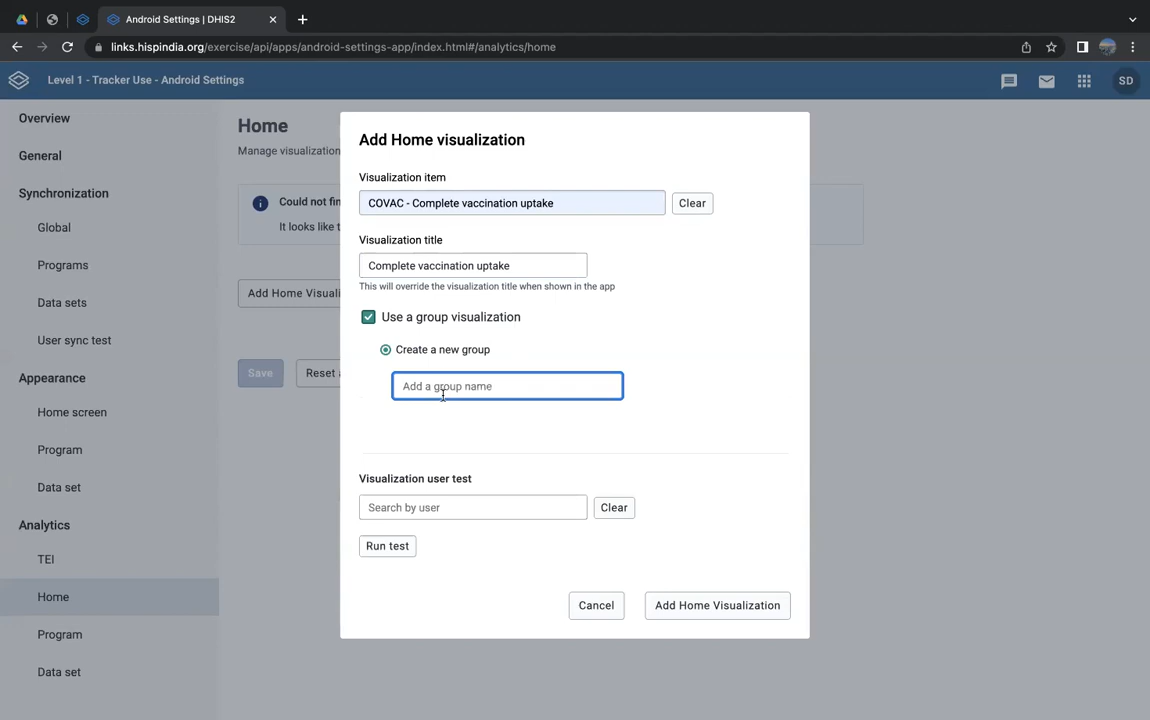 Android Settings | DHIS2
links.hispindia.org/exercise/api/apps/android-settings-app/index.html#/analytics/home
Level 1 - Tracker Use - Android Settings
SD
Overview
General
Synchronization
Global
Programs
Data sets
User sync test
Appearance
Home screen
Program
Data set
Analytics
TEI
Home
Program
Data set
Home
Manage visualization
Could not fin
It looks like t
Add Home Visuali
Save
Reset a
Add Home visualization
Visualization item
COVAC - Complete vaccination uptake
Clear
Visualization title
Complete vaccination uptake
This will override the visualization title when shown in the app
Use a group visualization
Create a new group
Add a group name
Visualization user test
Search by user
Clear
Run test
Cancel
Add Home Visualization